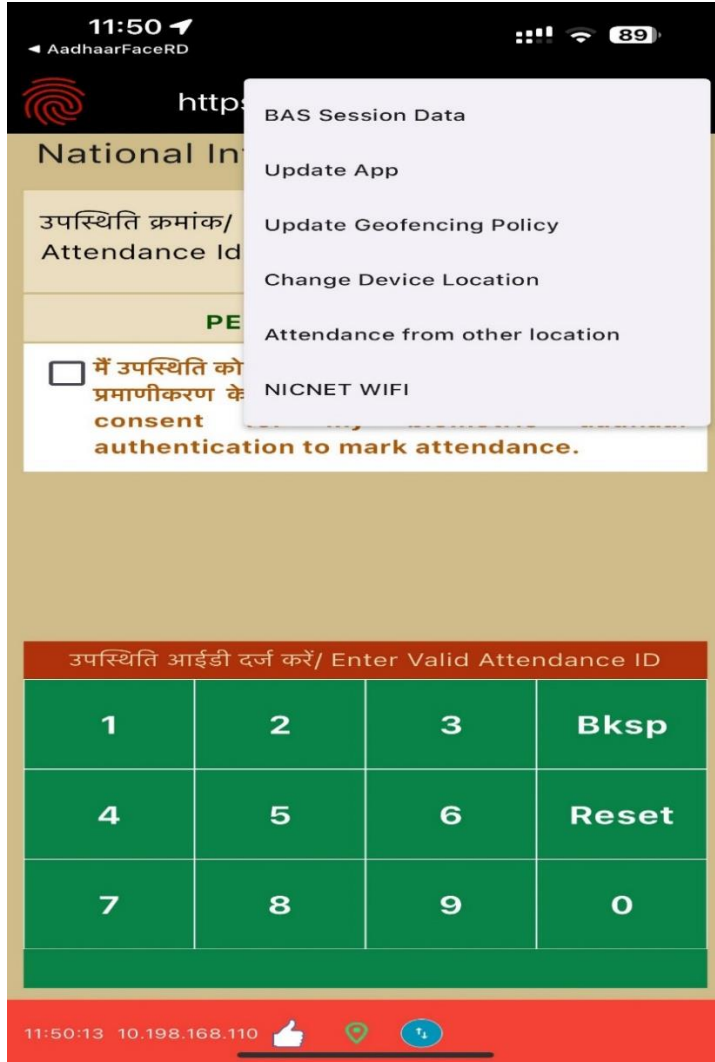 11:50
AadhaarFaceRD
89
https
BAS Session Data
National In
Update App
उपस्थिति क्रमांक/
Update Geofencing Policy
Attendance Id
Change Device Location
PE
Attendance from other location
मैं उपस्थिति को
प्रमाणीकरण के
NICNET WIFI
consent
authentication to mark attendance.
उपस्थिति आईडी दर्ज करें/ Enter Valid Attendance ID
1 2 3 Bksp
4 5 6 Reset
7 8 9 0
11:50:13 10.198.168.110